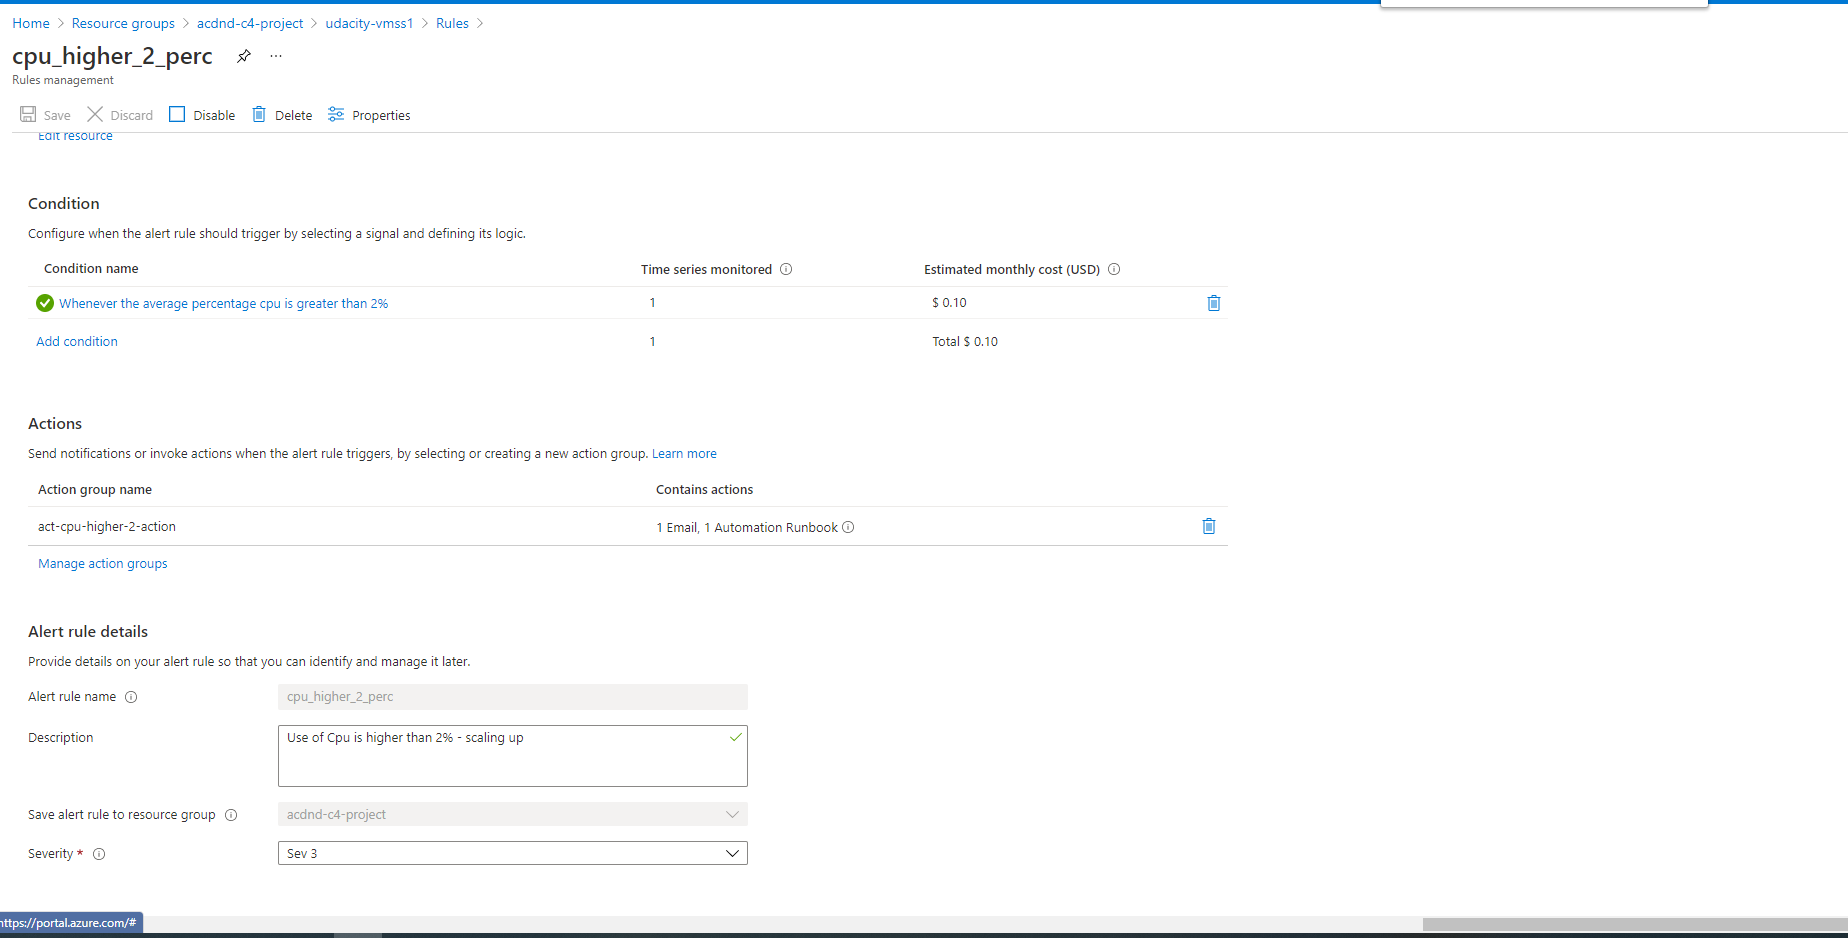 Home > Resource groups > acdnd-c4-project > udacity-vmss1 > Rules >
cpu_higher_2_perc ...
Rules management
Save Discard Disable Delete Properties
Edit resource
Condition
Configure when the alert rule should trigger by selecting a signal and defining its logic.
Condition name Time series monitored Estimated monthly cost (USD)
Whenever the average percentage cpu is greater than 2% 1 $ 0.10
Add condition 1 Total $ 0.10
Actions
Send notifications or invoke actions when the alert rule triggers, by selecting or creating a new action group. Learn more
Action group name Contains actions
act-cpu-higher-2-action 1 Email, 1 Automation Runbook
Manage action groups
Alert rule details
Provide details on your alert rule so that you can identify and manage it later.
Alert rule name cpu_higher_2_perc
Description Use of Cpu is higher than 2% - scaling up
Save alert rule to resource group acdnd-c4-project
Severity * Sev 3
https://portal.azure.com/#